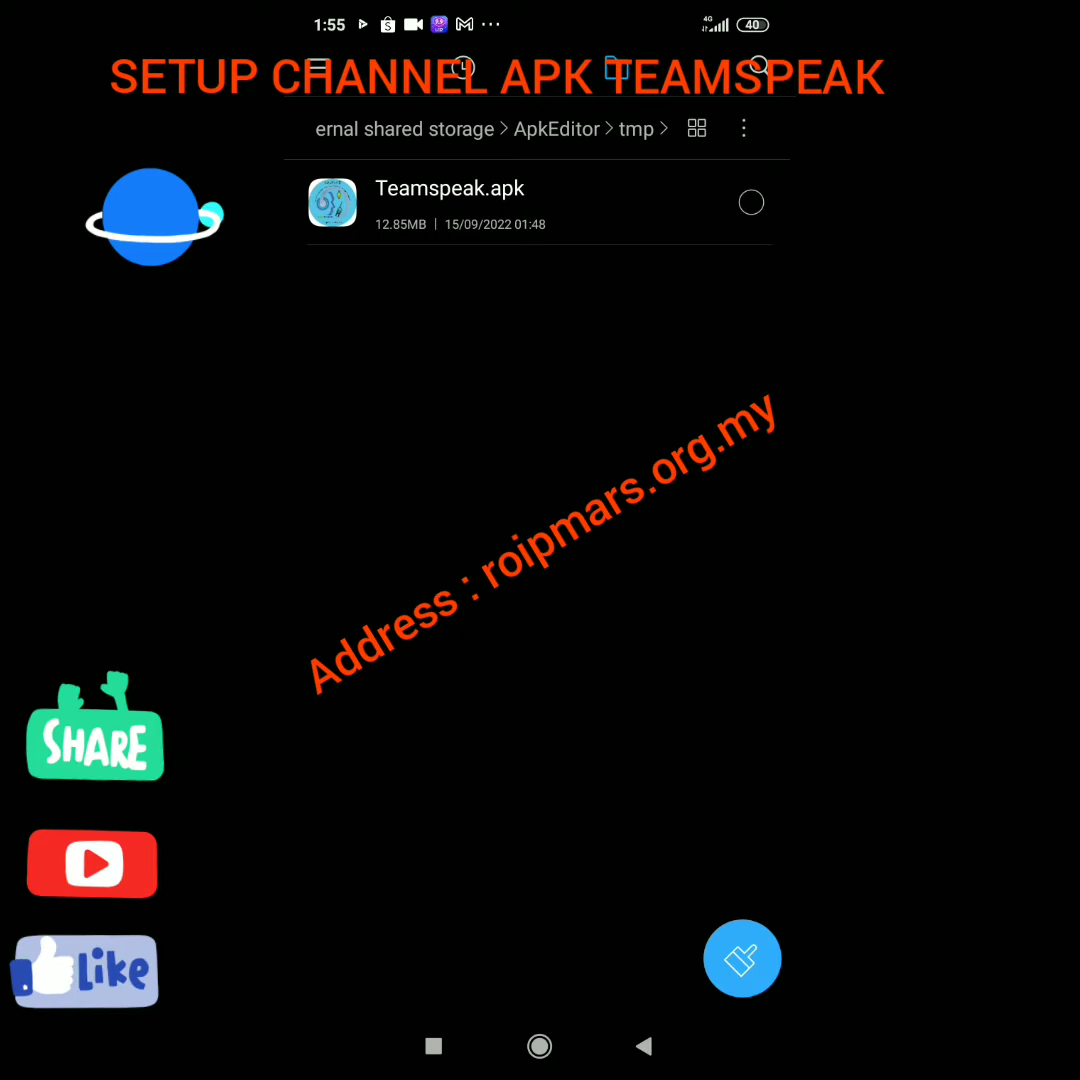 1:55
4G
40
SETUP CHANNEL APK TEAMSPEAK
ernal shared storage > ApkEditor > tmp >
Teamspeak.apk
12.85MB | 15/09/2022 01:48
Address : roipmars.org.my
SHARE
Like